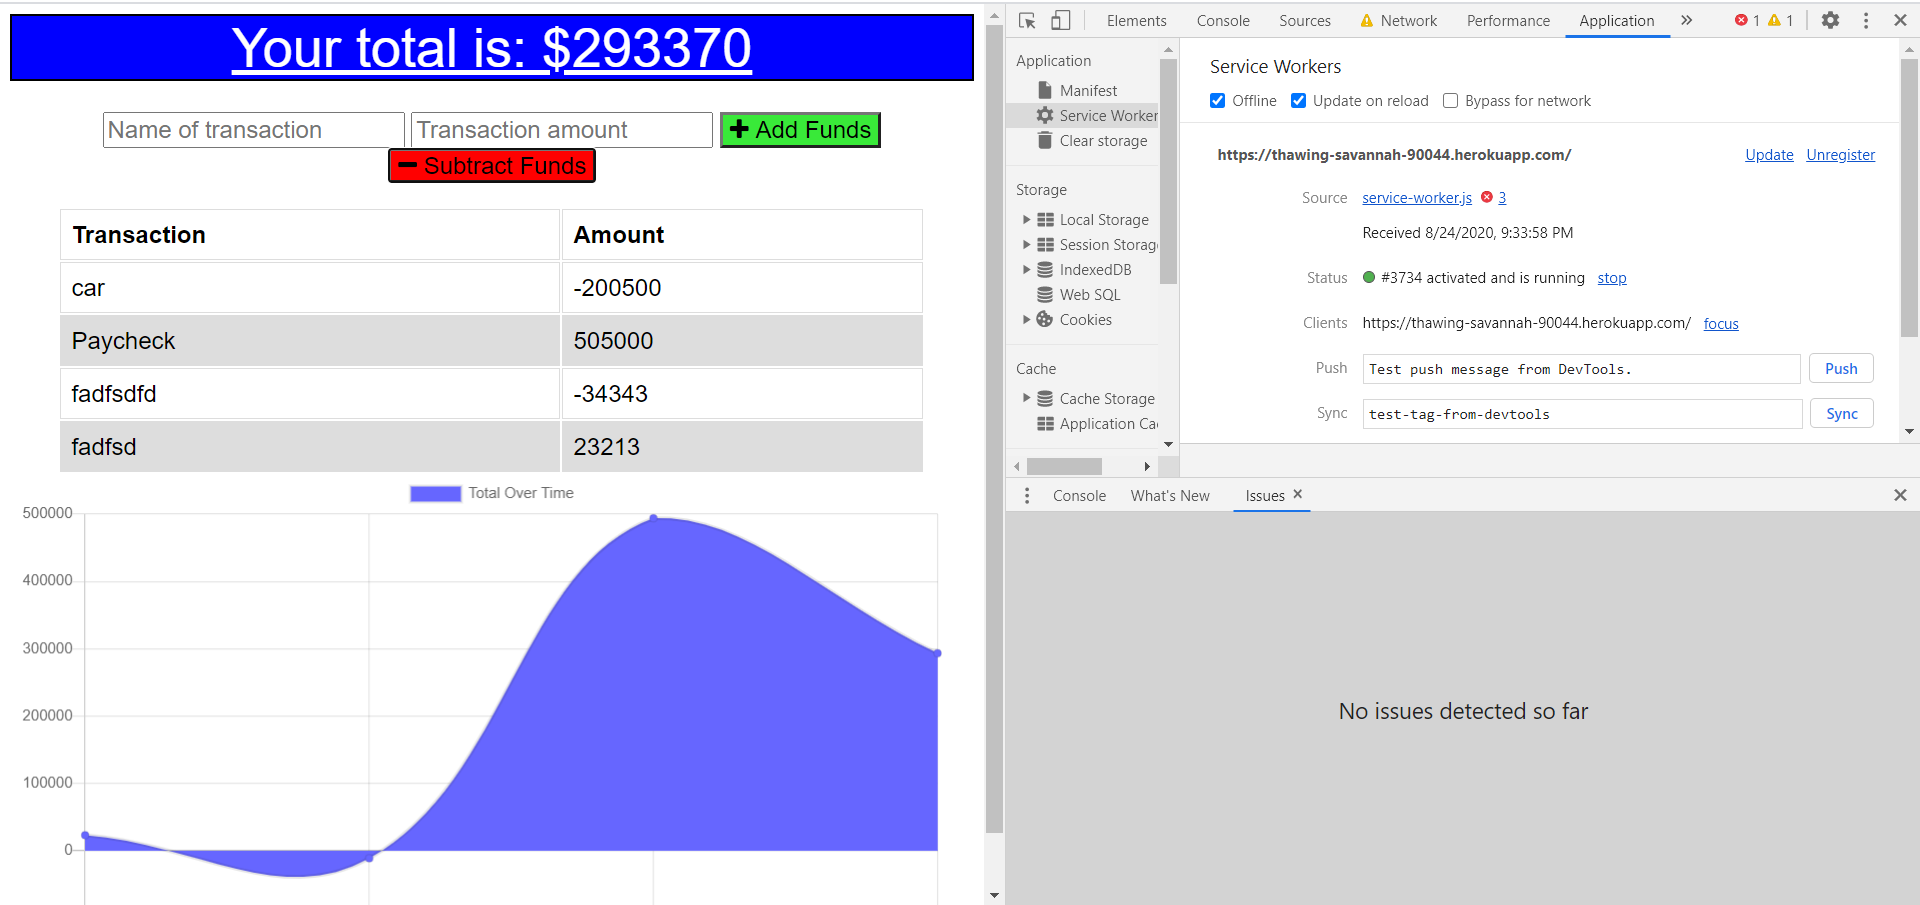 Your total is: $293370
Name of transaction Transaction amount Add Funds
Subtract Funds
Transaction Amount
car -200500
Paycheck 505000
fadfsdfd -34343
fadfsd 23213
Total Over Time
500000
400000
300000
200000
100000
0
Elements Console Sources Network Performance Application » 1 1
Application
Manifest
Service Worker
Clear storage
Storage
Local Storage
Session Storag
IndexedDB
Web SQL
Cookies
Cache
Cache Storage
Application Ca
Service Workers
Offline Update on reload Bypass for network
https://thawing-savannah-90044.herokuapp.com/ Update Unregister
Source service-worker.js 3
Received 8/24/2020, 9:33:58 PM
Status #3734 activated and is running stop
Clients https://thawing-savannah-90044.herokuapp.com/ focus
Push Test push message from DevTools. Push
Sync test-tag-from-devtools Sync
Console What's New Issues
No issues detected so far